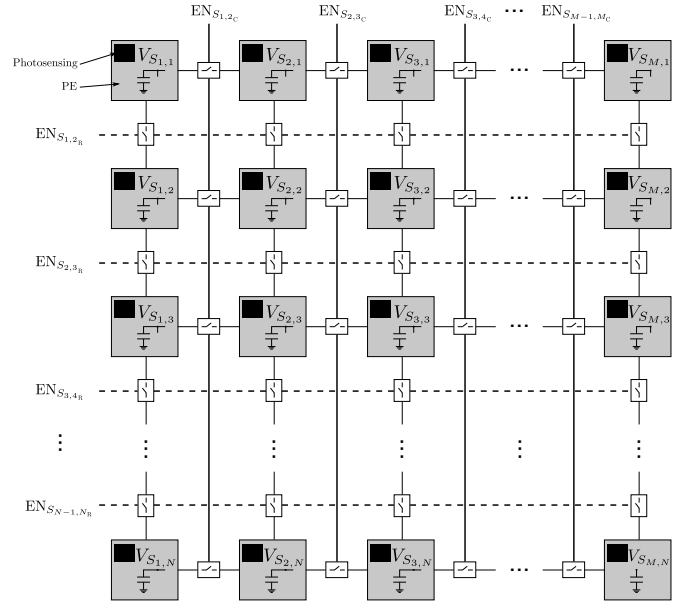 EN_{S_{1,2_C}} EN_{S_{2,3_C}} EN_{S_{3,4_C}} ... EN_{S_{M-1,M_C}}
Photosensing
PE
V_{S_{1,1}} V_{S_{2,1}} V_{S_{3,1}} ... V_{S_{M,1}}
EN_{S_{1,2_R}}
V_{S_{1,2}} V_{S_{2,2}} V_{S_{3,2}} ... V_{S_{M,2}}
EN_{S_{2,3_R}}
V_{S_{1,3}} V_{S_{2,3}} V_{S_{3,3}} ... V_{S_{M,3}}
EN_{S_{3,4_R}}
EN_{S_{N-1,N_R}}
V_{S_{1,N}} V_{S_{2,N}} V_{S_{3,N}} ... V_{S_{M,N}}